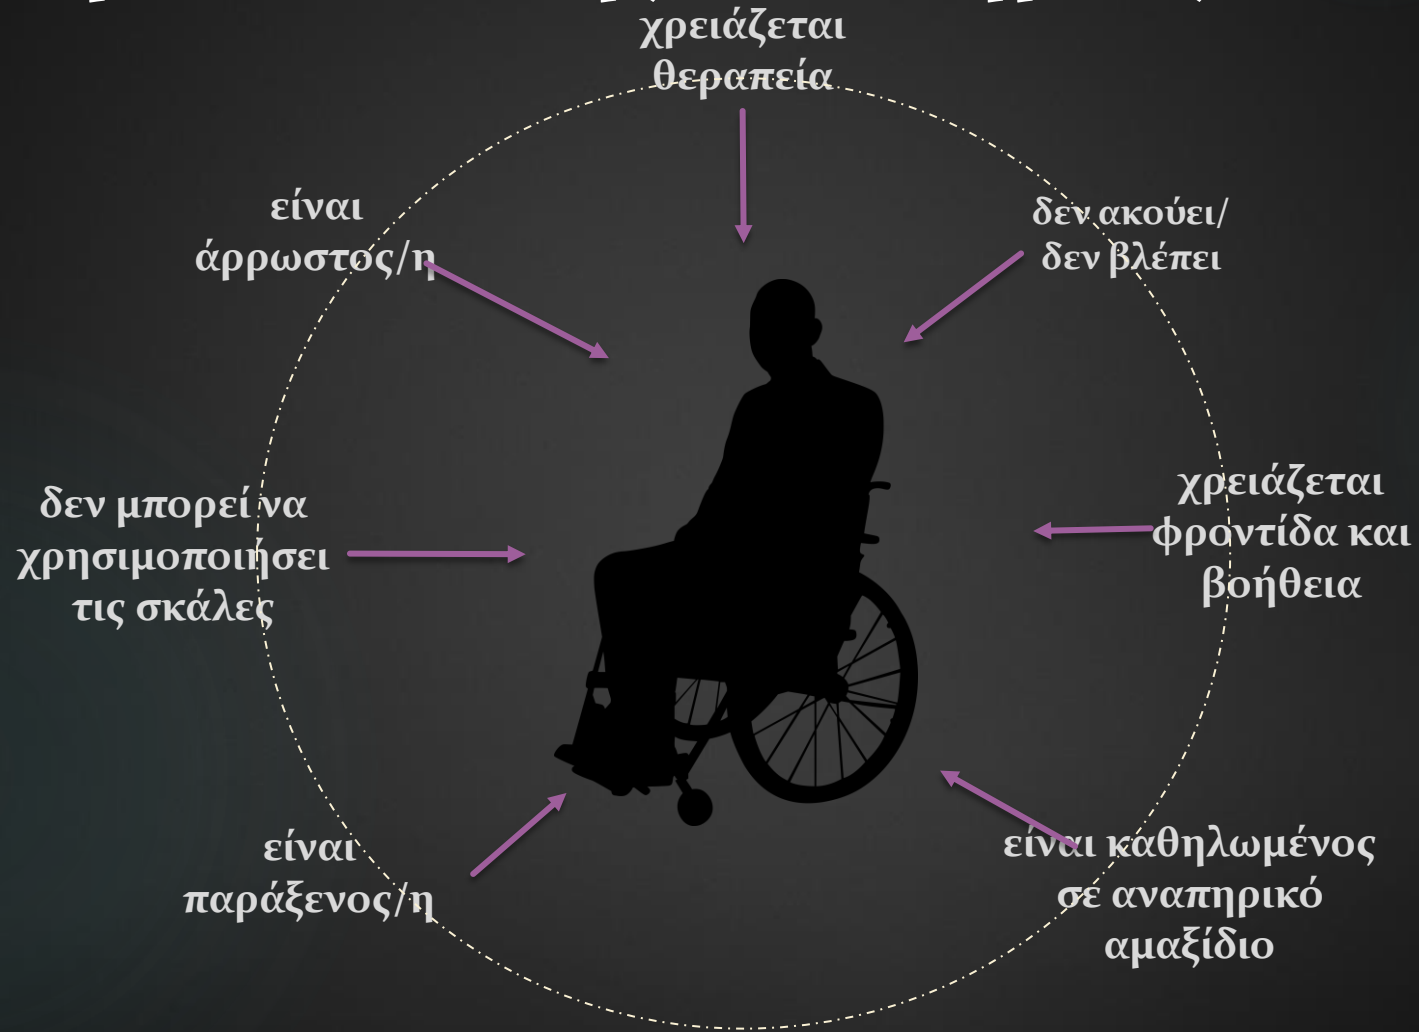 χρειάζεται
θεραπεία
είναι
άρρωστος/η
δεν ακούει/
δεν βλέπει
δεν μπορεί να
χρησιμοποιήσει
τις σκάλες
χρειάζεται
φροντίδα και
βοήθεια
είναι
παράξενος/η
είναι καθηλωμένος
σε αναπηρικό
αμαξίδιο